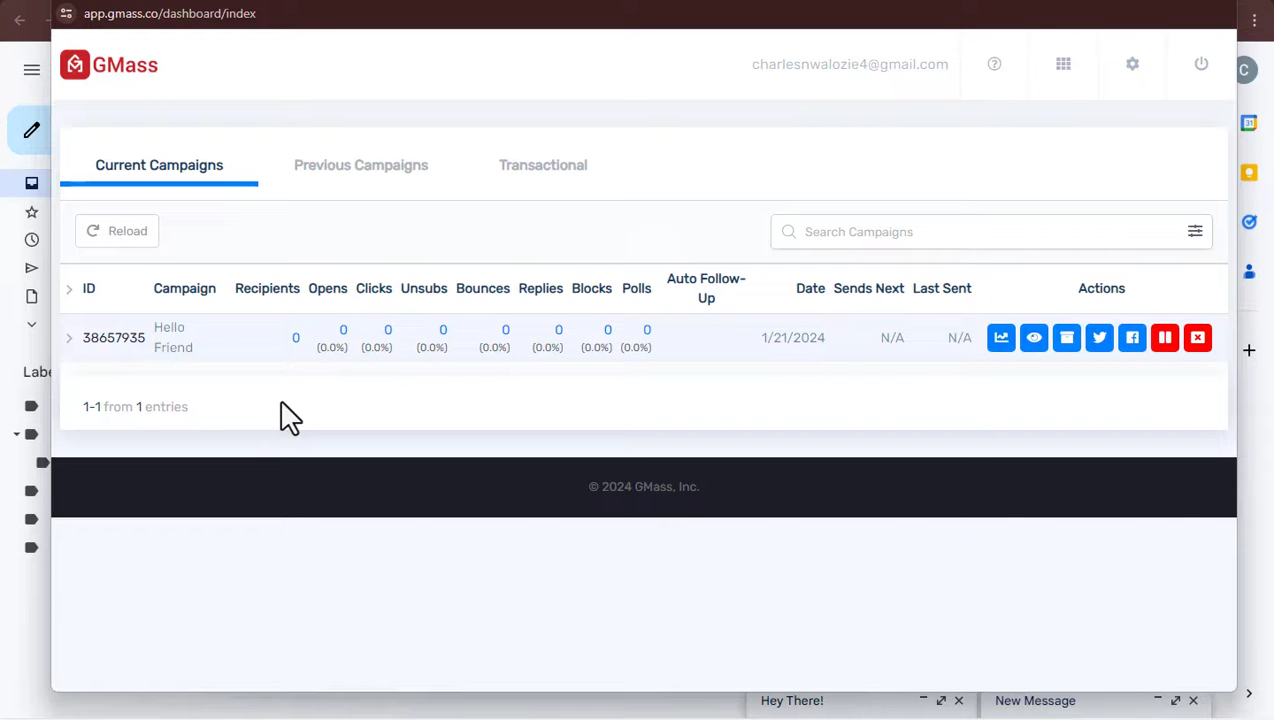 app.gmass.co/dashboard/index
GMass
charlesnwalozie4@gmail.com
C
31
Current Campaigns Previous Campaigns Transactional
Reload
Search Campaigns
ID Campaign Recipients Opens Clicks Unsubs Bounces Replies Blocks Polls Auto Follow-Up Date Sends Next Last Sent Actions
38657935 Hello Friend 0 0 (0.0%) 0 (0.0%) 0 (0.0%) 0 (0.0%) 0 (0.0%) 0 (0.0%) 0 (0.0%) 1/21/2024 N/A N/A
Labe
1-1 from 1 entries
© 2024 GMass, Inc.
Hey There! New Message